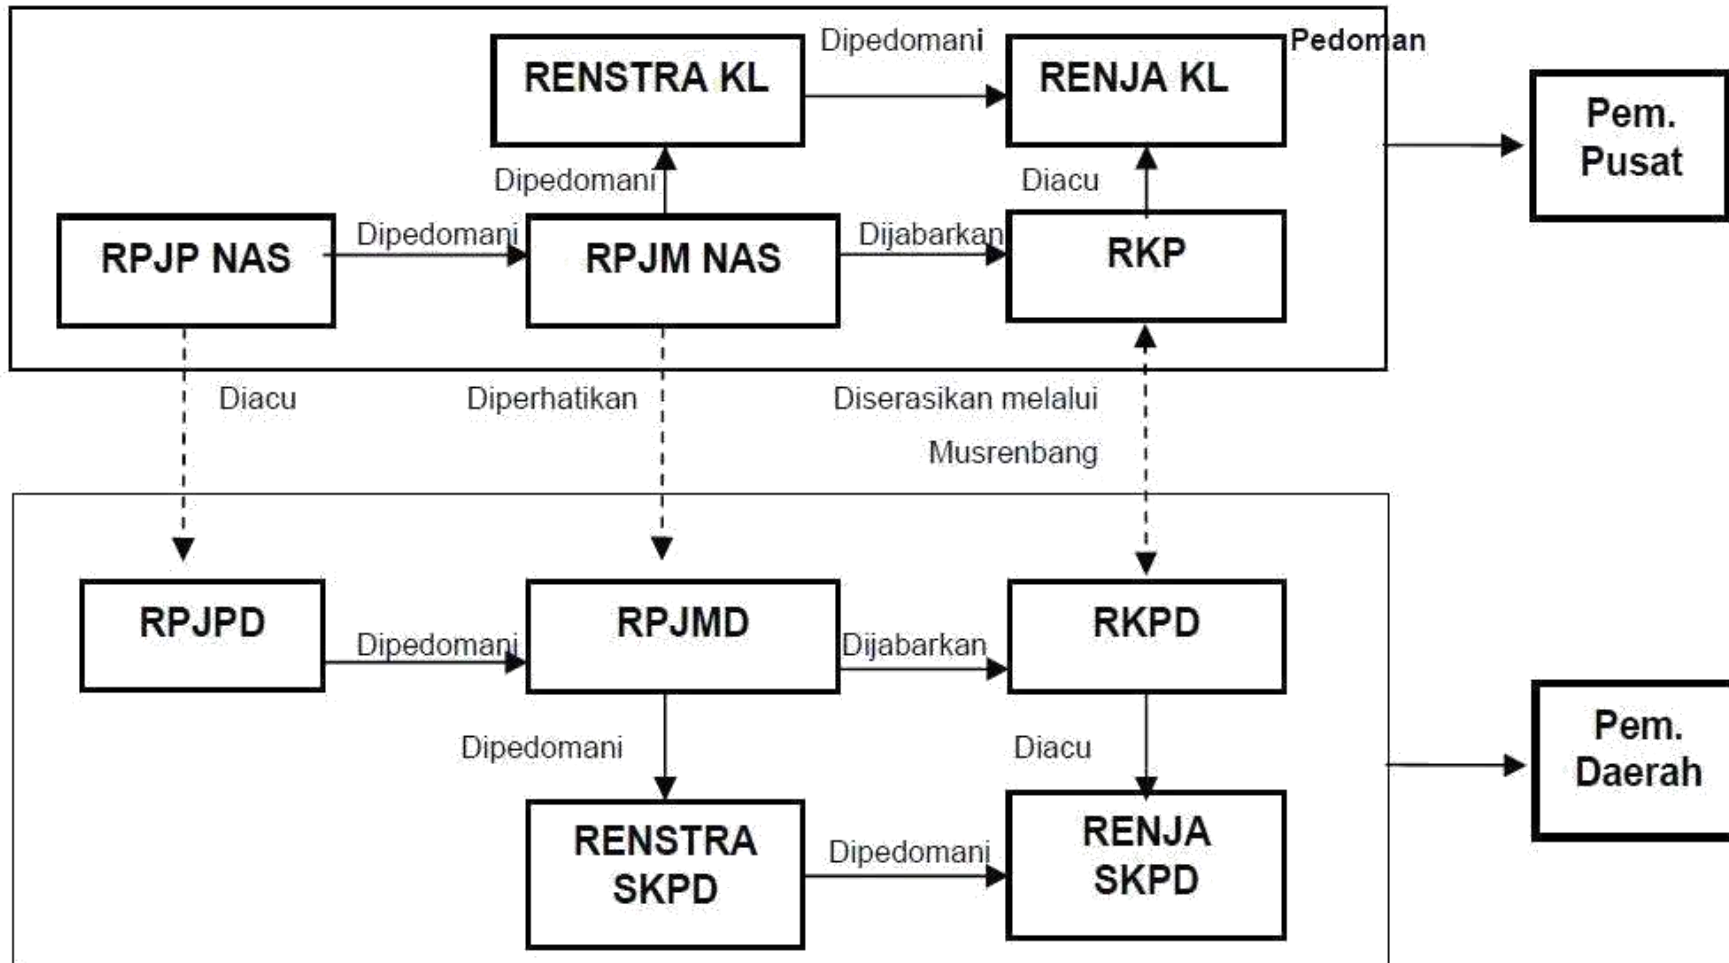 Dipedomani
Pedoman
RENSTRA KL
RENJA KL
Pem.
Pusat
Dipedomani
Diacu
RPJP NAS
Dipedomani
RPJM NAS
Dijabarkan
RKP
Diacu
Diperhatikan
Diserasikan melalui
Musrenbang
RPJPD
Dipedomani
RPJMD
Dijabarkan
RKPD
Dipedomani
Diacu
Pem.
Daerah
RENSTRA
SKPD
Dipedomani
RENJA
SKPD